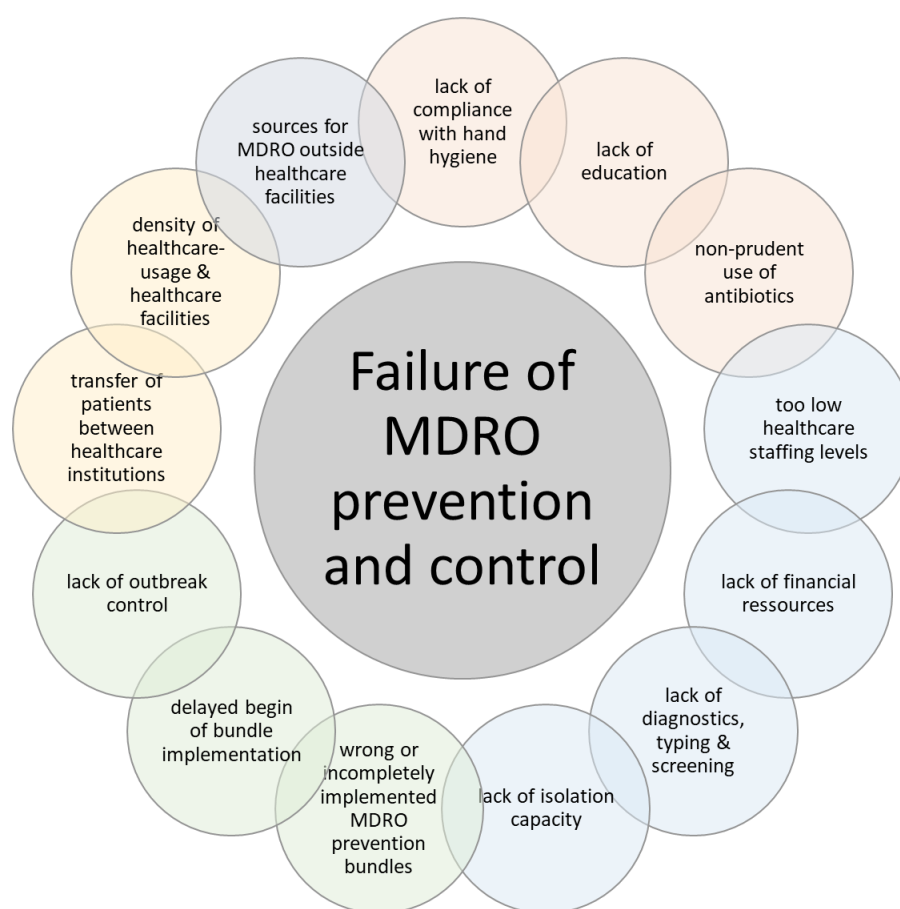 lack of
compliance
with hand
hygiene
lack of
education
non-prudent
use of
antibiotics
too low
healthcare
staffing levels
lack of financial
ressources
lack of
diagnostics,
typing &
screening
lack of isolation
capacity
wrong or
incompletely
implemented
MDRO
prevention
bundles
delayed begin
of bundle
implementation
lack of outbreak
control
transfer of
patients
between
healthcare
institutions
density of
healthcare-
usage &
healthcare
facilities
sources for
MDRO outside
healthcare
facilities
Failure of
MDRO
prevention
and control